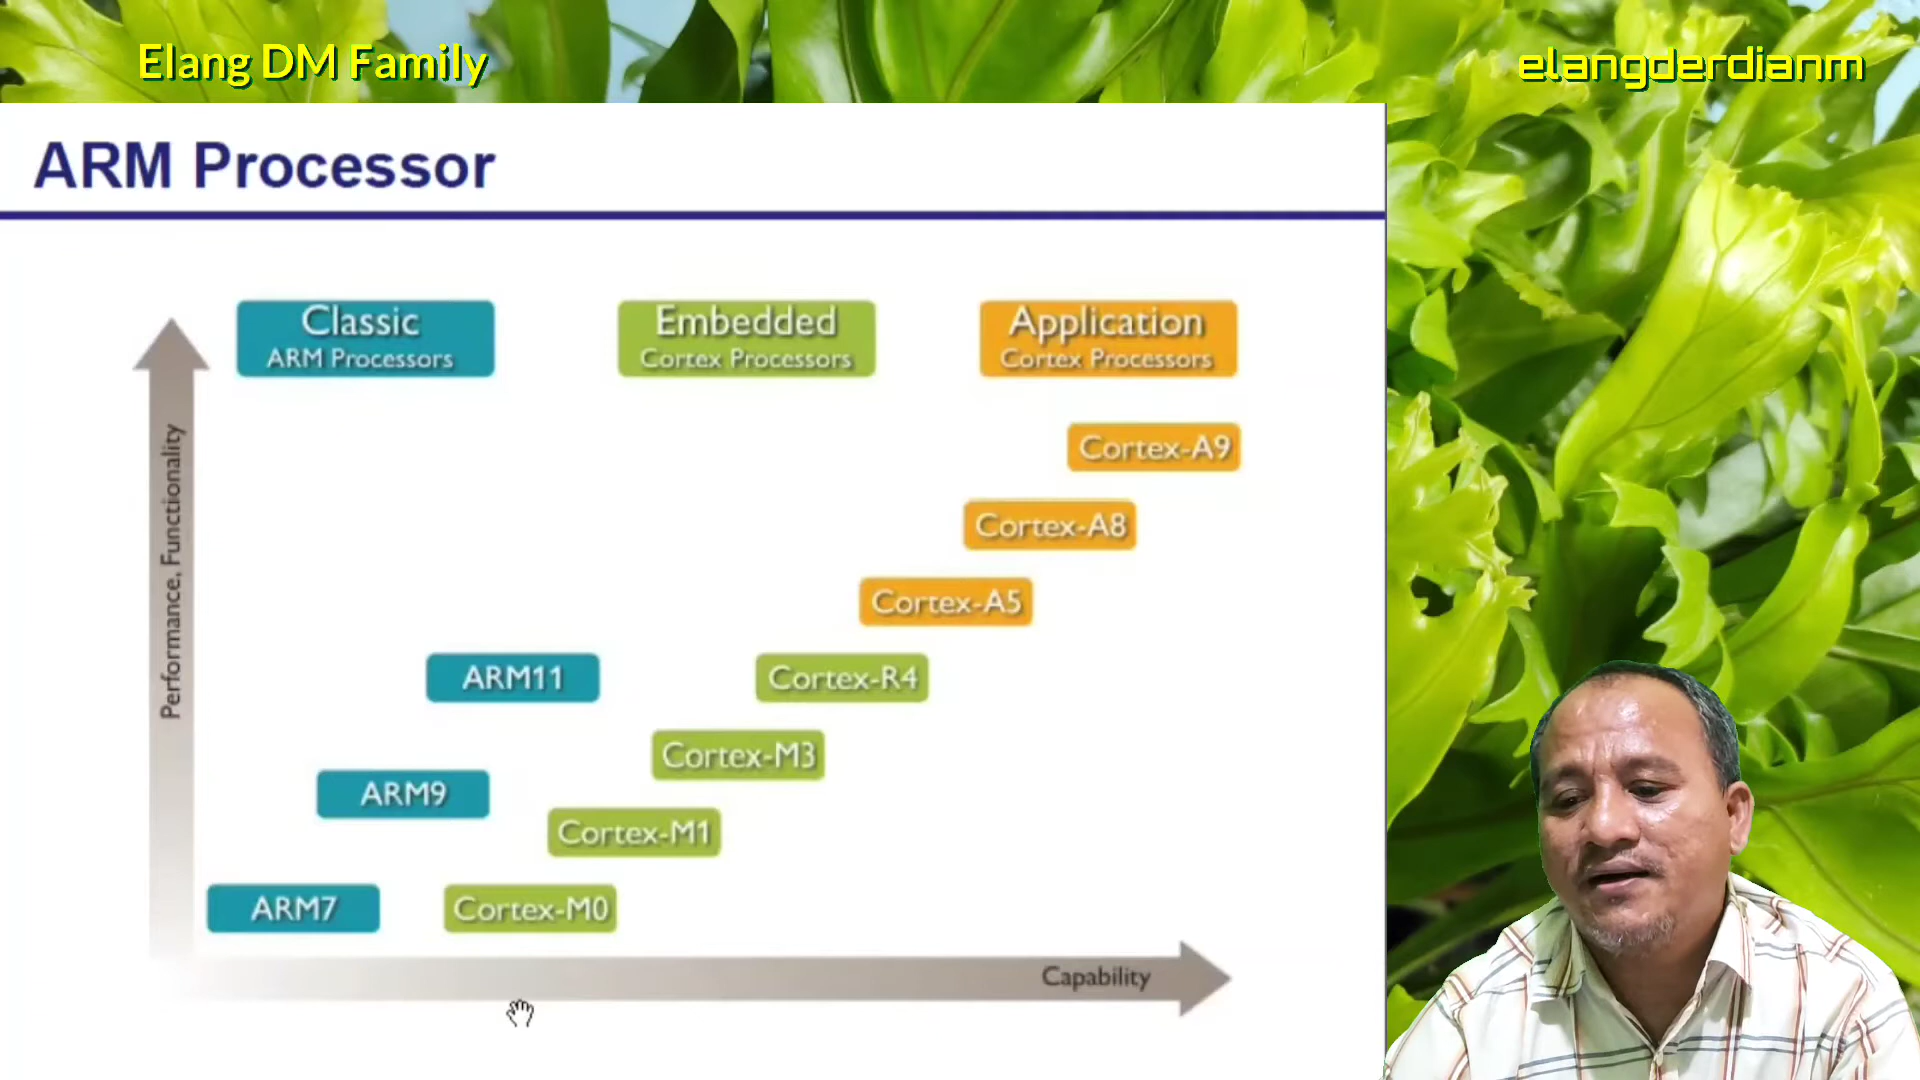 Elang DM Family
elangderdianm
ARM Processor
Classic
ARM Processors
Embedded
Cortex Processors
Application
Cortex Processors
Performance, Functionality
Cortex-A9
Cortex-A8
Cortex-A5
ARM11
Cortex-R4
Cortex-M3
ARM9
Cortex-M1
ARM7
Cortex-M0
Capability